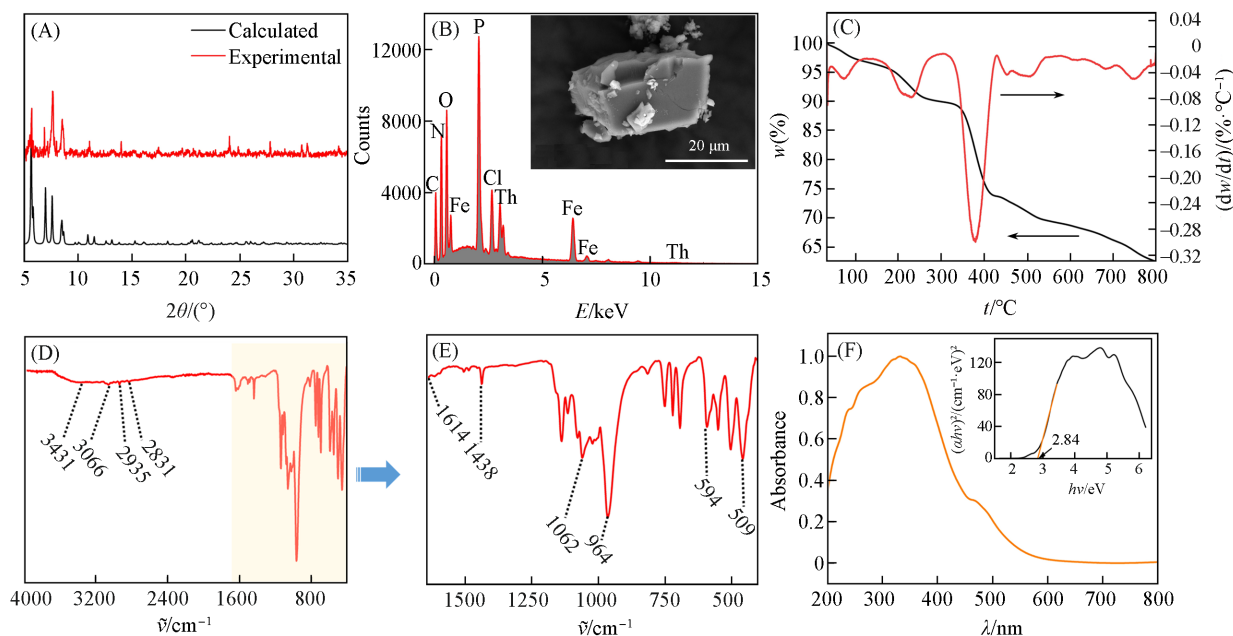 (A)
Calculated
Experimental
5 10 15 20 25 30 35
2θ/(°)
(B)
P
O
N
C
Fe
Cl
Th
Fe
Fe
Th
20 μm
Counts
12000
8000
4000
0
0 5 10 15
E/keV
(C)
w(%)
100
95
90
85
80
75
70
65
0.04
0
−0.04
−0.08
−0.12
−0.16
−0.20
−0.24
−0.28
−0.32
(dw/dt)/(%·°C⁻¹)
100 200 300 400 500 600 700 800
t/°C
(D)
3431
3066
2935
2831
4000 3200 2400 1600 800
ṽ/cm⁻¹
(E)
1614
1438
1062
964
594
509
1500 1250 1000 750 500
ṽ/cm⁻¹
(F)
Absorbance
1.0
0.8
0.6
0.4
0.2
0
200 300 400 500 600 700 800
λ/nm
(αhν)²/(cm⁻¹·eV)²
120
80
40
0
2.84
2 3 4 5 6
hν/eV